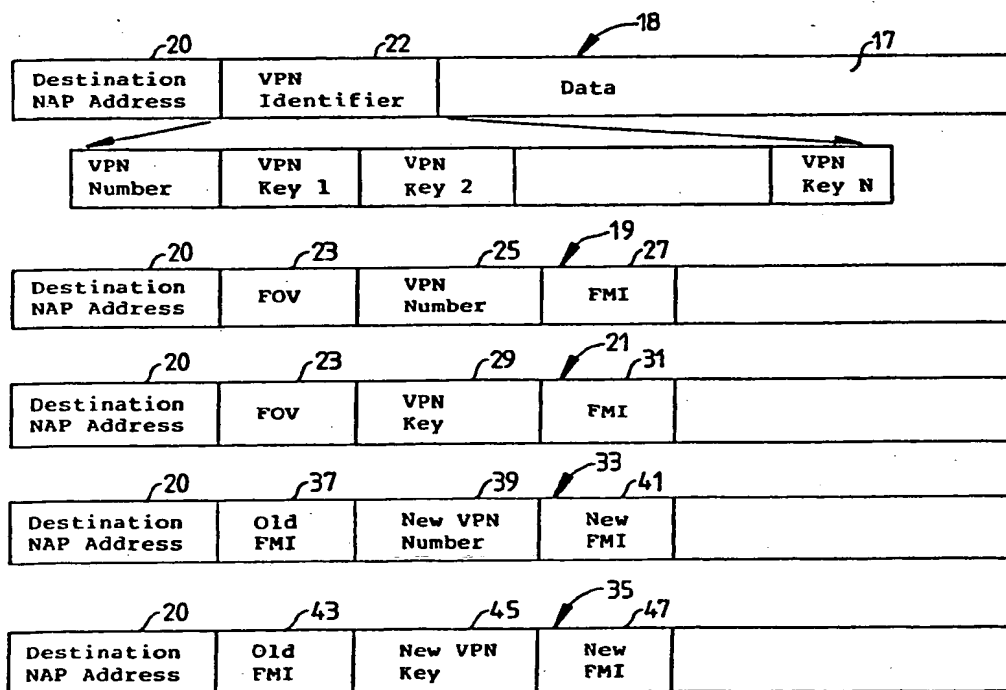 20 22 18 17
Destination NAP Address VPN Identifier Data
VPN Number VPN Key 1 VPN Key 2 VPN Key N
20 23 25 19 27
Destination NAP Address FOV VPN Number FMI
20 23 29 21 31
Destination NAP Address FOV VPN Key FMI
20 37 39 33 41
Destination NAP Address Old FMI New VPN Number New FMI
20 43 45 35 47
Destination NAP Address Old FMI New VPN Key New FMI